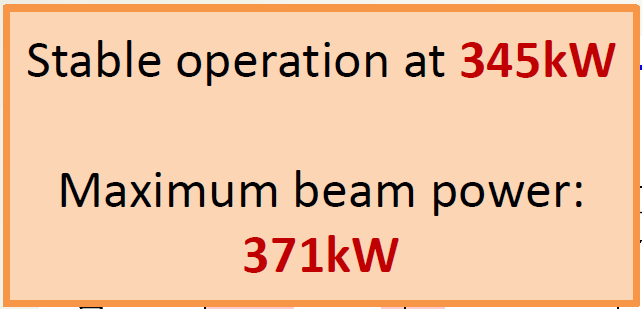 Stable operation at 345kW
Maximum beam power:
371kW